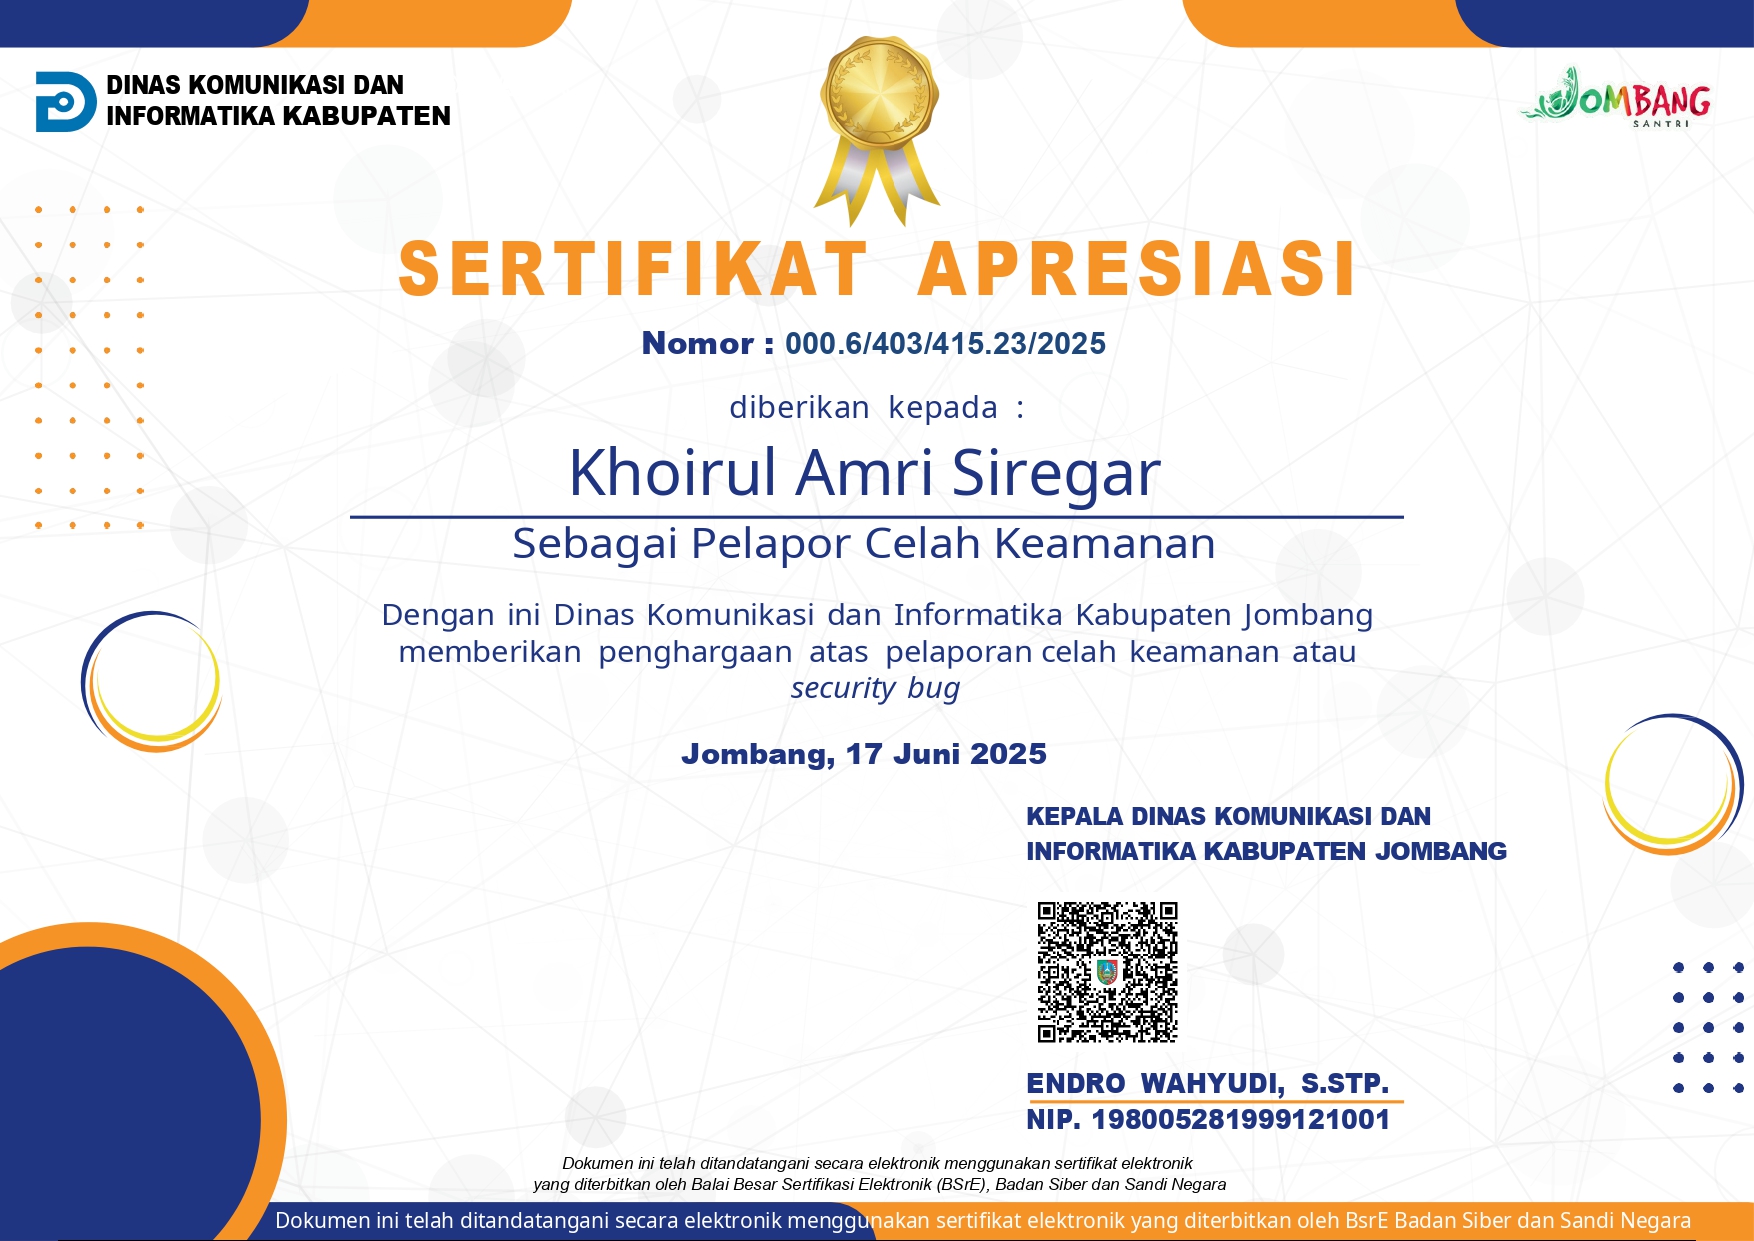 DINAS KOMUNIKASI DAN
INFORMATIKA KABUPATEN
JOMBANG
SANTRI
SERTIFIKAT APRESIASI
Nomor : 000.6/403/415.23/2025
diberikan kepada :
Khoirul Amri Siregar
Sebagai Pelapor Celah Keamanan
Dengan ini Dinas Komunikasi dan Informatika Kabupaten Jombang
memberikan penghargaan atas pelaporan celah keamanan atau
security bug
Jombang, 17 Juni 2025
KEPALA DINAS KOMUNIKASI DAN
INFORMATIKA KABUPATEN JOMBANG
ENDRO WAHYUDI, S.STP.
NIP. 198005281999121001
Dokumen ini telah ditandatangani secara elektronik menggunakan sertifikat elektronik
yang diterbitkan oleh Balai Besar Sertifikasi Elektronik (BSrE), Badan Siber dan Sandi Negara
Dokumen ini telah ditandatangani secara elektronik menggunakan sertifikat elektronik yang diterbitkan oleh BsrE Badan Siber dan Sandi Negara